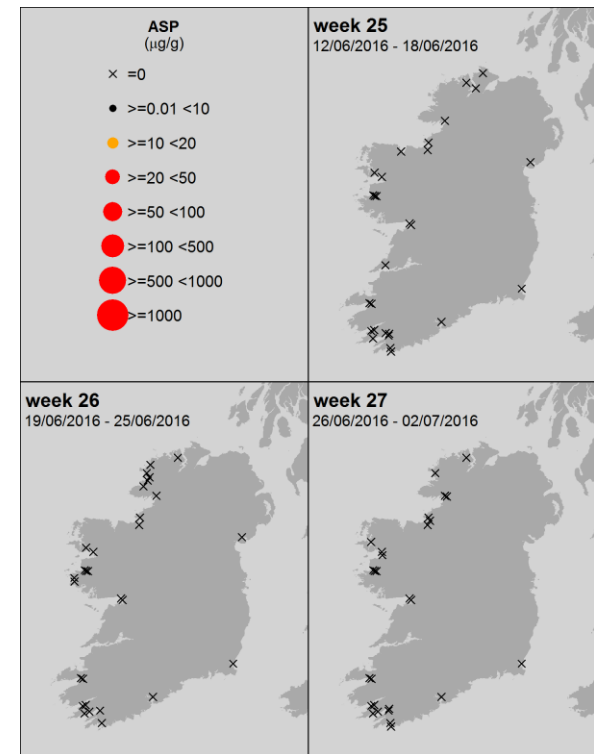 ASP
(µg/g)
=0
>=0.01 <10
>=10 <20
>=20 <50
>=50 <100
>=100 <500
>=500 <1000
>=1000
week 25
12/06/2016 - 18/06/2016
week 26
19/06/2016 - 25/06/2016
week 27
26/06/2016 - 02/07/2016